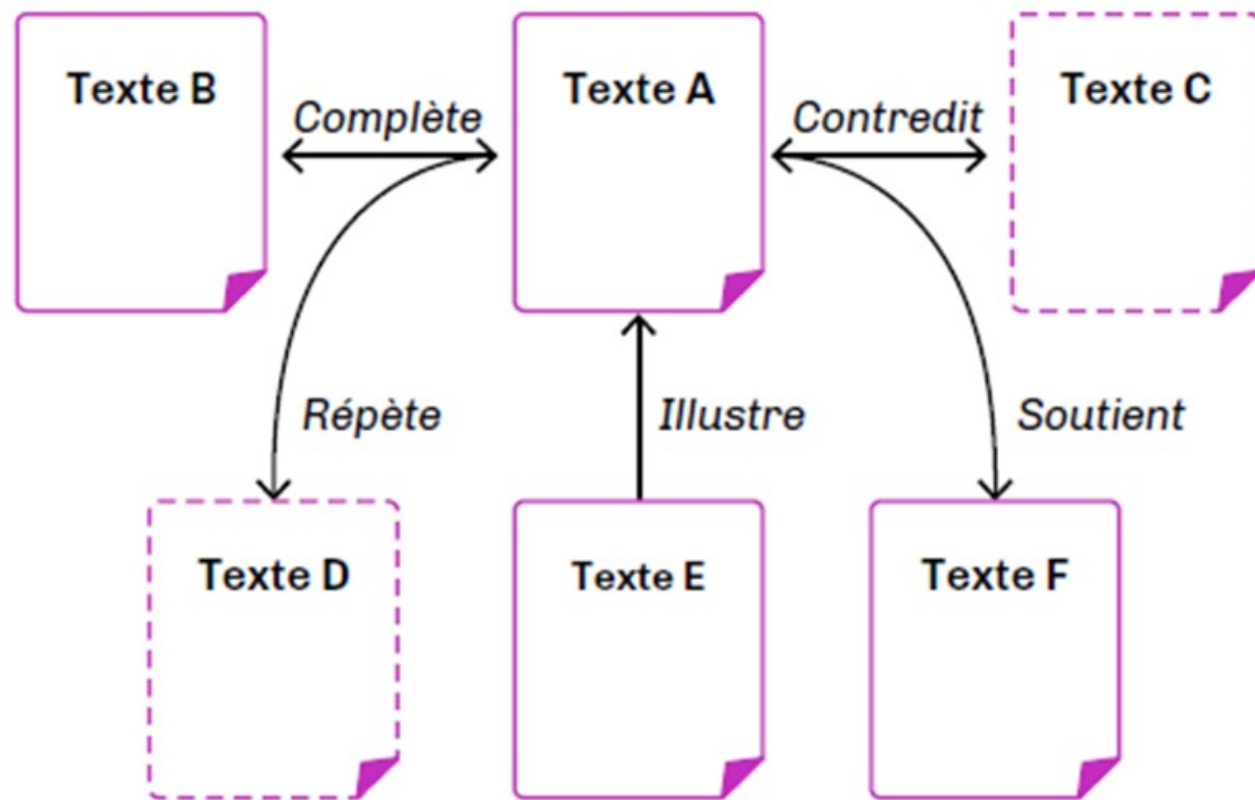 Texte B
Complète
Texte A
Contredit
Texte C
Répète
Illustre
Soutient
Texte D
Texte E
Texte F